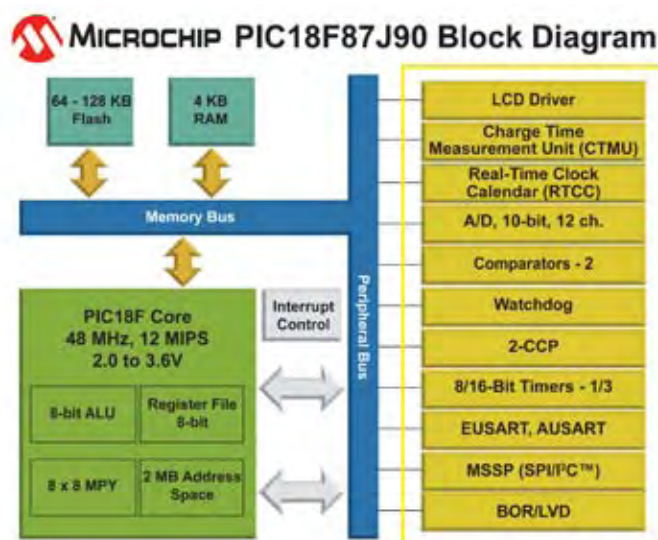 MICROCHIP PIC18F87J90 Block Diagram
64 - 128 KB
Flash
4 KB
RAM
Memory Bus
PIC18F Core
48 MHz, 12 MIPS
2.0 to 3.6V
8-bit ALU
Register File
8-bit
8 x 8 MPY
2 MB Address
Space
Interrupt
Control
Peripheral Bus
LCD Driver
Charge Time
Measurement Unit (CTMU)
Real-Time Clock
Calendar (RTCC)
A/D, 10-bit, 12 ch.
Comparators - 2
Watchdog
2-CCP
8/16-Bit Timers - 1/3
EUSART, AUSART
MSSP (SPI/I²C™)
BOR/LVD